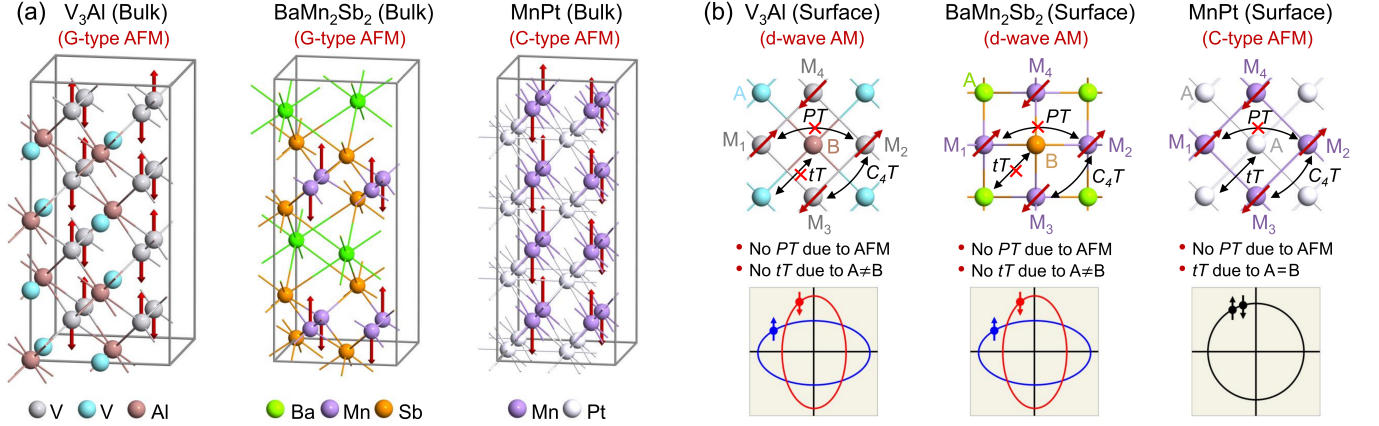 (a)
V₃Al (Bulk)
(G-type AFM)
BaMn₂Sb₂ (Bulk)
(G-type AFM)
MnPt (Bulk)
(C-type AFM)
V V Al
Ba Mn Sb
Mn Pt
(b)
V₃Al (Surface)
(d-wave AM)
A
M₄
PT
M₁
B
M₂
tT
C₄T
M₃
• No PT due to AFM
• No tT due to A≠B
BaMn₂Sb₂ (Surface)
(d-wave AM)
A
M₄
PT
M₁
B
M₂
tT
C₄T
M₃
• No PT due to AFM
• No tT due to A≠B
MnPt (Surface)
(C-type AFM)
A
M₄
PT
M₁
A
M₂
tT
C₄T
M₃
• No PT due to AFM
• tT due to A=B